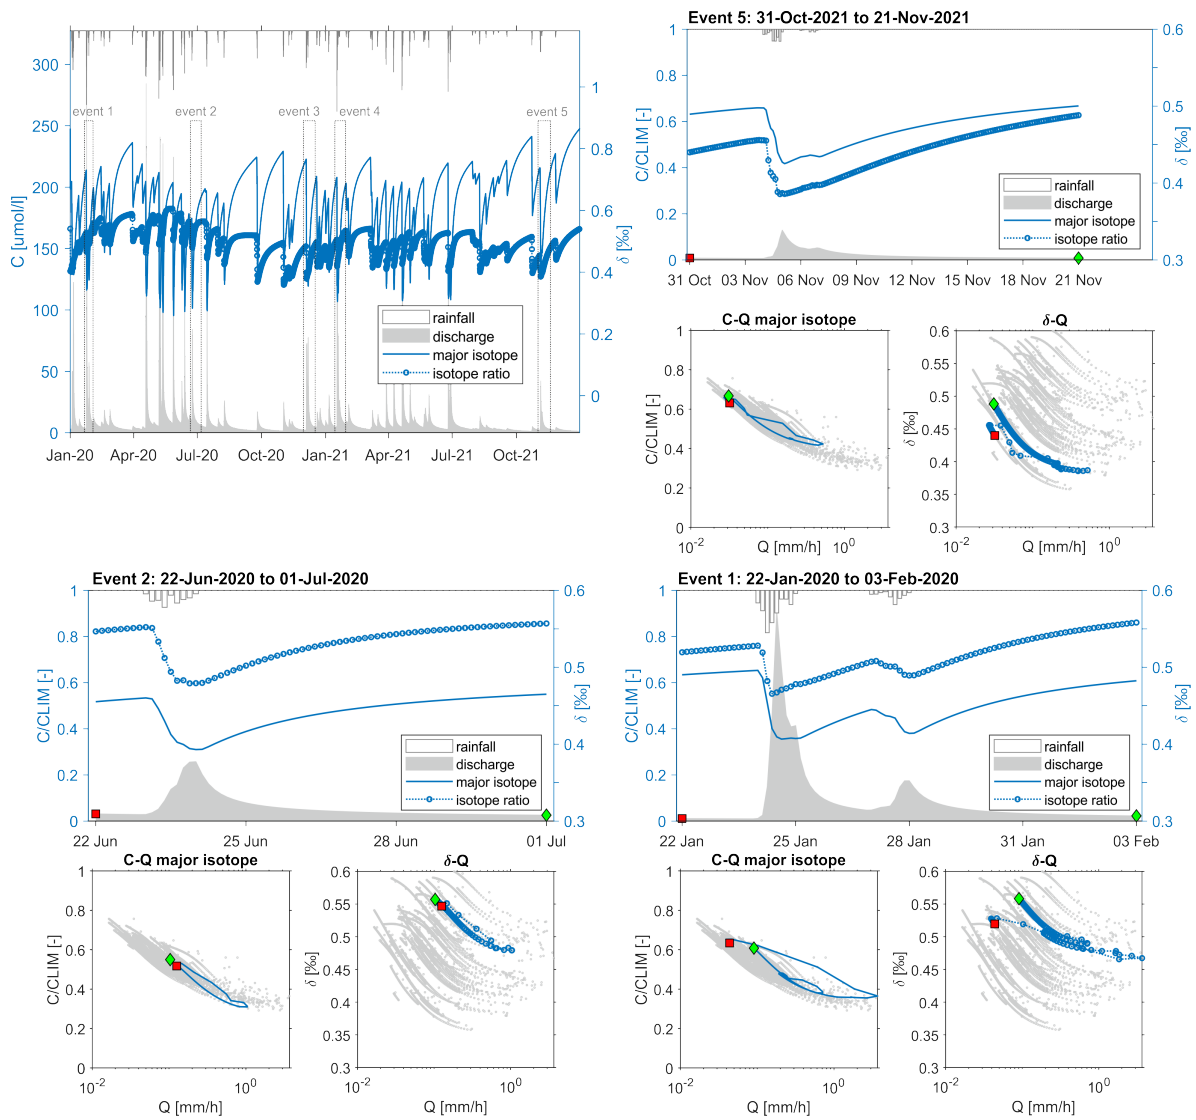 300
250
200
150
100
50
0
C [umol/l]
1
0.8
0.6
0.4
0.2
0
δ [‰]
event 1
event 2
event 3
event 4
event 5
rainfall
discharge
major isotope
isotope ratio
Jan-20
Apr-20
Jul-20
Oct-20
Jan-21
Apr-21
Jul-21
Oct-21
Event 5: 31-Oct-2021 to 21-Nov-2021
1
0.8
0.6
0.4
0.2
0
C/CLIM [-]
0.6
0.5
0.4
0.3
δ [‰]
rainfall
discharge
major isotope
isotope ratio
31 Oct
03 Nov
06 Nov
09 Nov
12 Nov
15 Nov
18 Nov
21 Nov
C-Q major isotope
1
0.8
0.6
0.4
0.2
0
C/CLIM [-]
10-2
100
Q [mm/h]
δ-Q
0.6
0.55
0.5
0.45
0.4
0.35
0.3
δ [‰]
10-2
100
Q [mm/h]
Event 2: 22-Jun-2020 to 01-Jul-2020
1
0.8
0.6
0.4
0.2
0
C/CLIM [-]
0.6
0.5
0.4
0.3
δ [‰]
rainfall
discharge
major isotope
isotope ratio
22 Jun
25 Jun
28 Jun
01 Jul
C-Q major isotope
1
0.8
0.6
0.4
0.2
0
C/CLIM [-]
10-2
100
Q [mm/h]
δ-Q
0.6
0.55
0.5
0.45
0.4
0.35
0.3
δ [‰]
10-2
100
Q [mm/h]
Event 1: 22-Jan-2020 to 03-Feb-2020
1
0.8
0.6
0.4
0.2
0
C/CLIM [-]
0.6
0.5
0.4
0.3
δ [‰]
rainfall
discharge
major isotope
isotope ratio
22 Jan
25 Jan
28 Jan
31 Jan
03 Feb
C-Q major isotope
1
0.8
0.6
0.4
0.2
0
C/CLIM [-]
10-2
100
Q [mm/h]
δ-Q
0.6
0.55
0.5
0.45
0.4
0.35
0.3
δ [‰]
10-2
100
Q [mm/h]